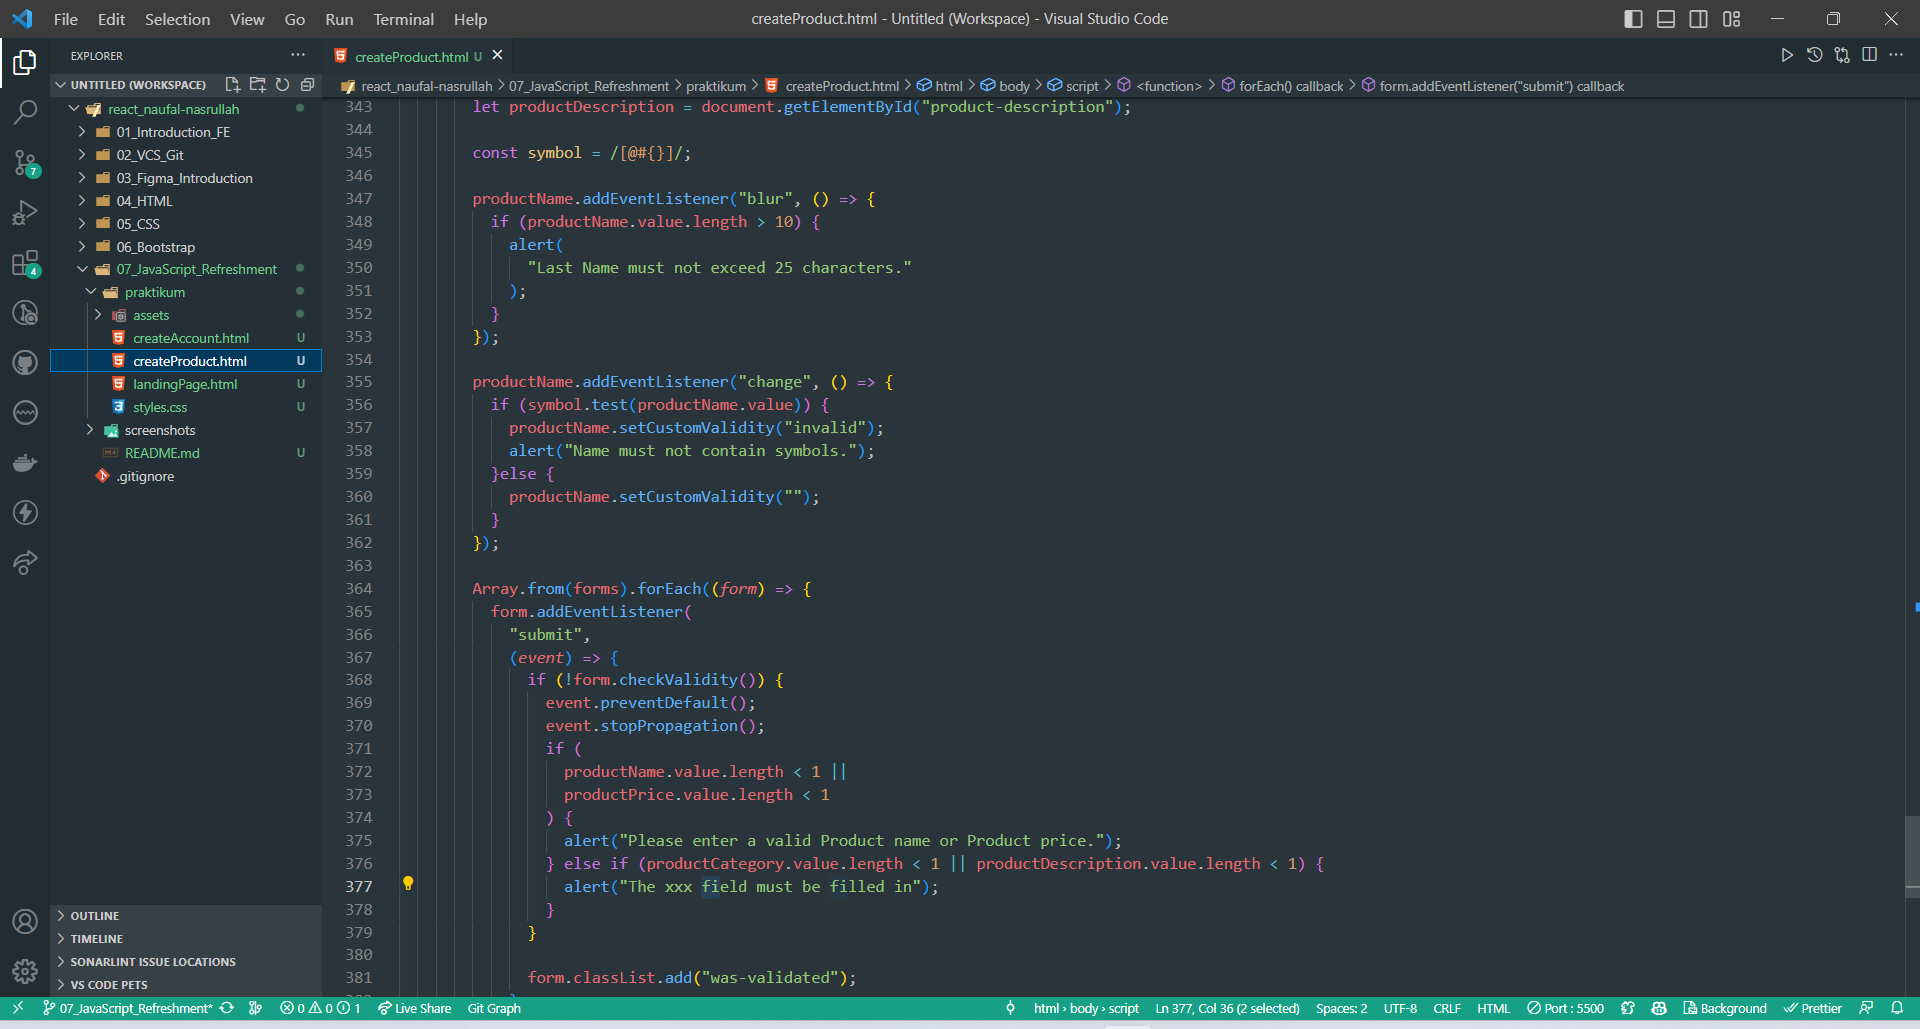 File Edit Selection View Go Run Terminal Help
createProduct.html - Untitled (Workspace) - Visual Studio Code
EXPLORER
createProduct.html U
UNTITLED (WORKSPACE)
react_naufal-nasrullah > 07_JavaScript_Refreshment > praktikum > createProduct.html > html > body > script > <function> > forEach() callback > form.addEventListener("submit") callback
react_naufal-nasrullah
01_Introduction_FE
02_VCS_Git
03_Figma_Introduction
04_HTML
05_CSS
06_Bootstrap
07_JavaScript_Refreshment
praktikum
assets
createAccount.html U
createProduct.html U
landingPage.html U
styles.css U
screenshots
README.md U
.gitignore
7
4
OUTLINE
TIMELINE
SONARLINT ISSUE LOCATIONS
VS CODE PETS
343 let productDescription = document.getElementById("product-description");
344
345 const symbol = /[@#{}]/;
346
347 productName.addEventListener("blur", () => {
348 if (productName.value.length > 10) {
349 alert(
350 "Last Name must not exceed 25 characters."
351 );
352 }
353 });
354
355 productName.addEventListener("change", () => {
356 if (symbol.test(productName.value)) {
357 productName.setCustomValidity("invalid");
358 alert("Name must not contain symbols.");
359 }else {
360 productName.setCustomValidity("");
361 }
362 });
363
364 Array.from(forms).forEach((form) => {
365 form.addEventListener(
366 "submit",
367 (event) => {
368 if (!form.checkValidity()) {
369 event.preventDefault();
370 event.stopPropagation();
371 if (
372 productName.value.length < 1 ||
373 productPrice.value.length < 1
374 ) {
375 alert("Please enter a valid Product name or Product price.");
376 } else if (productCategory.value.length < 1 || productDescription.value.length < 1) {
377 alert("The xxx field must be filled in");
378 }
379 }
380
381 form.classList.add("was-validated");
07_JavaScript_Refreshment* 0 0 1 Live Share Git Graph html › body › script Ln 377, Col 36 (2 selected) Spaces: 2 UTF-8 CRLF HTML Port : 5500 Background Prettier